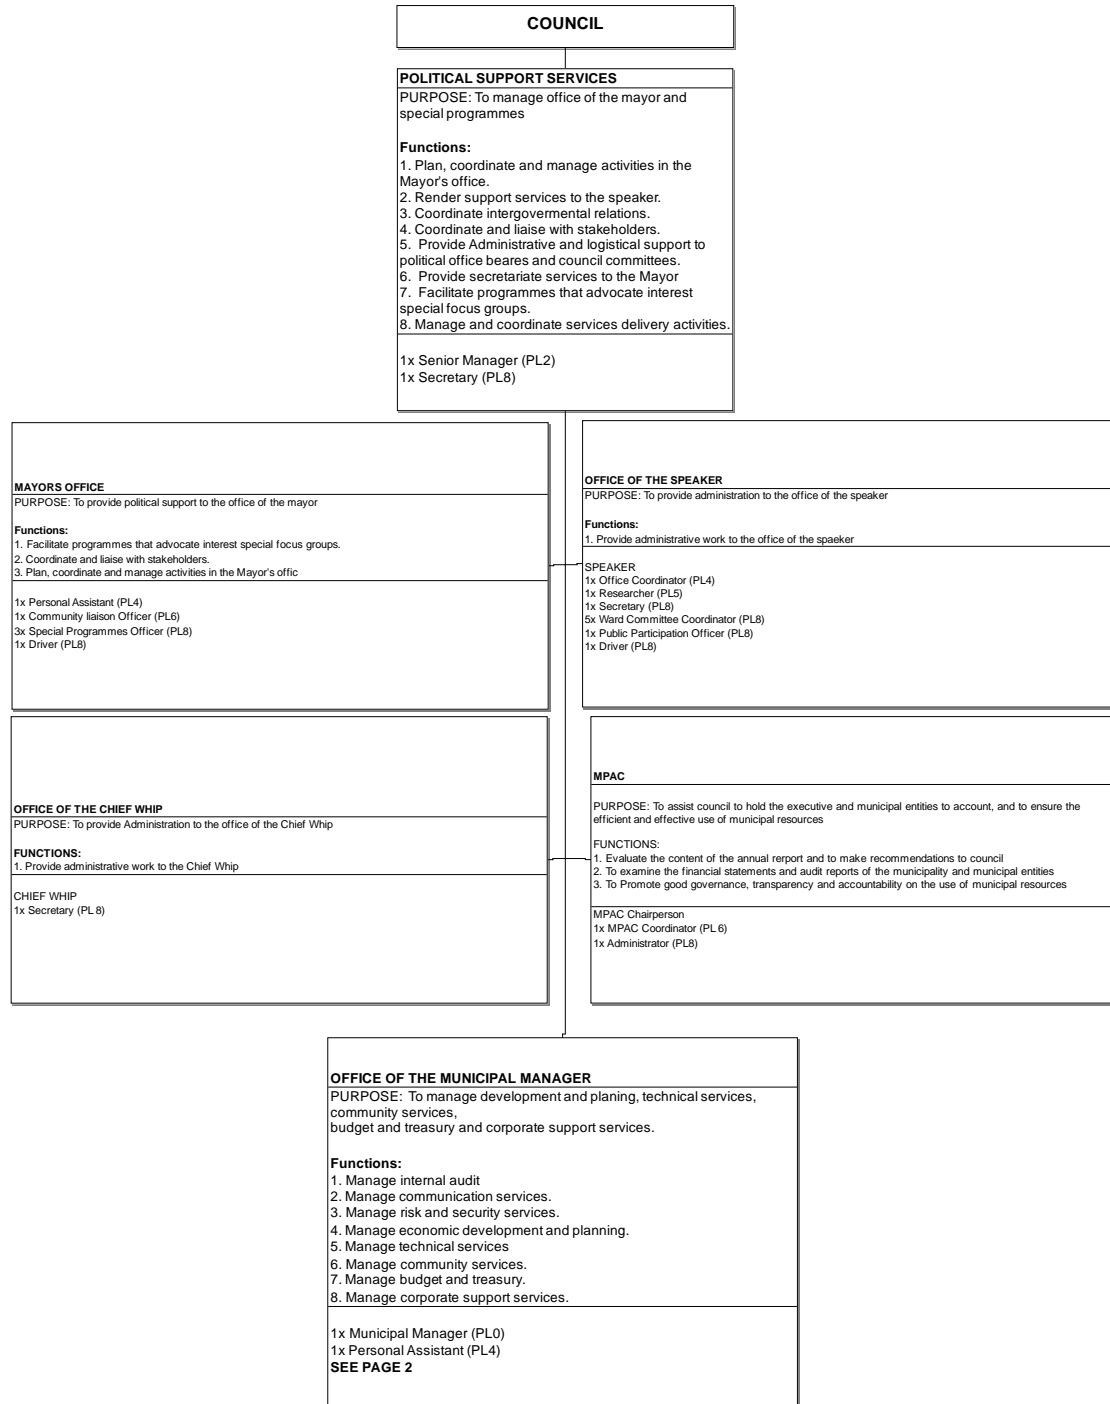 COUNCIL
POLITICAL SUPPORT SERVICES
PURPOSE: To manage office of the mayor and
special programmes
Functions:
1. Plan, coordinate and manage activities in the
Mayor's office.
2. Render support services to the speaker.
3. Coordinate intergovermental relations.
4. Coordinate and liaise with stakeholders.
5. Provide Administrative and logistical support to
political office beares and council committees.
6. Provide secretariate services to the Mayor
7. Facilitate programmes that advocate interest
special focus groups.
8. Manage and coordinate services delivery activities.
1x Senior Manager (PL2)
1x Secretary (PL8)
MAYORS OFFICE
PURPOSE: To provide political support to the office of the mayor
Functions:
1. Facilitate programmes that advocate interest special focus groups.
2. Coordinate and liaise with stakeholders.
3. Plan, coordinate and manage activities in the Mayor's offic
1x Personal Assistant (PL4)
1x Community liaison Officer (PL6)
3x Special Programmes Officer (PL8)
1x Driver (PL8)
OFFICE OF THE SPEAKER
PURPOSE: To provide administration to the office of the speaker
Functions:
1. Provide administrative work to the office of the spaeker
SPEAKER
1x Office Coordinator (PL4)
1x Researcher (PL5)
1x Secretary (PL8)
5x Ward Committee Coordinator (PL8)
1x Public Participation Officer (PL8)
1x Driver (PL8)
OFFICE OF THE CHIEF WHIP
PURPOSE: To provide Administration to the office of the Chief Whip
FUNCTIONS:
1. Provide administrative work to the Chief Whip
CHIEF WHIP
1x Secretary (PL 8)
MPAC
PURPOSE: To assist council to hold the executive and municipal entities to account, and to ensure the
efficient and effective use of municipal resources
FUNCTIONS:
1. Evaluate the content of the annual rerport and to make recommendations to council
2. To examine the financial statements and audit reports of the municipality and municipal entities
3. To Promote good governance, transparency and accountability on the use of municipal resources
MPAC Chairperson
1x MPAC Coordinator (PL 6)
1x Administrator (PL8)
OFFICE OF THE MUNICIPAL MANAGER
PURPOSE: To manage development and planing, technical services,
community services,
budget and treasury and corporate support services.
Functions:
1. Manage internal audit
2. Manage communication services.
3. Manage risk and security services.
4. Manage economic development and planning.
5. Manage technical services
6. Manage community services.
7. Manage budget and treasury.
8. Manage corporate support services.
1x Municipal Manager (PL0)
1x Personal Assistant (PL4)
SEE PAGE 2